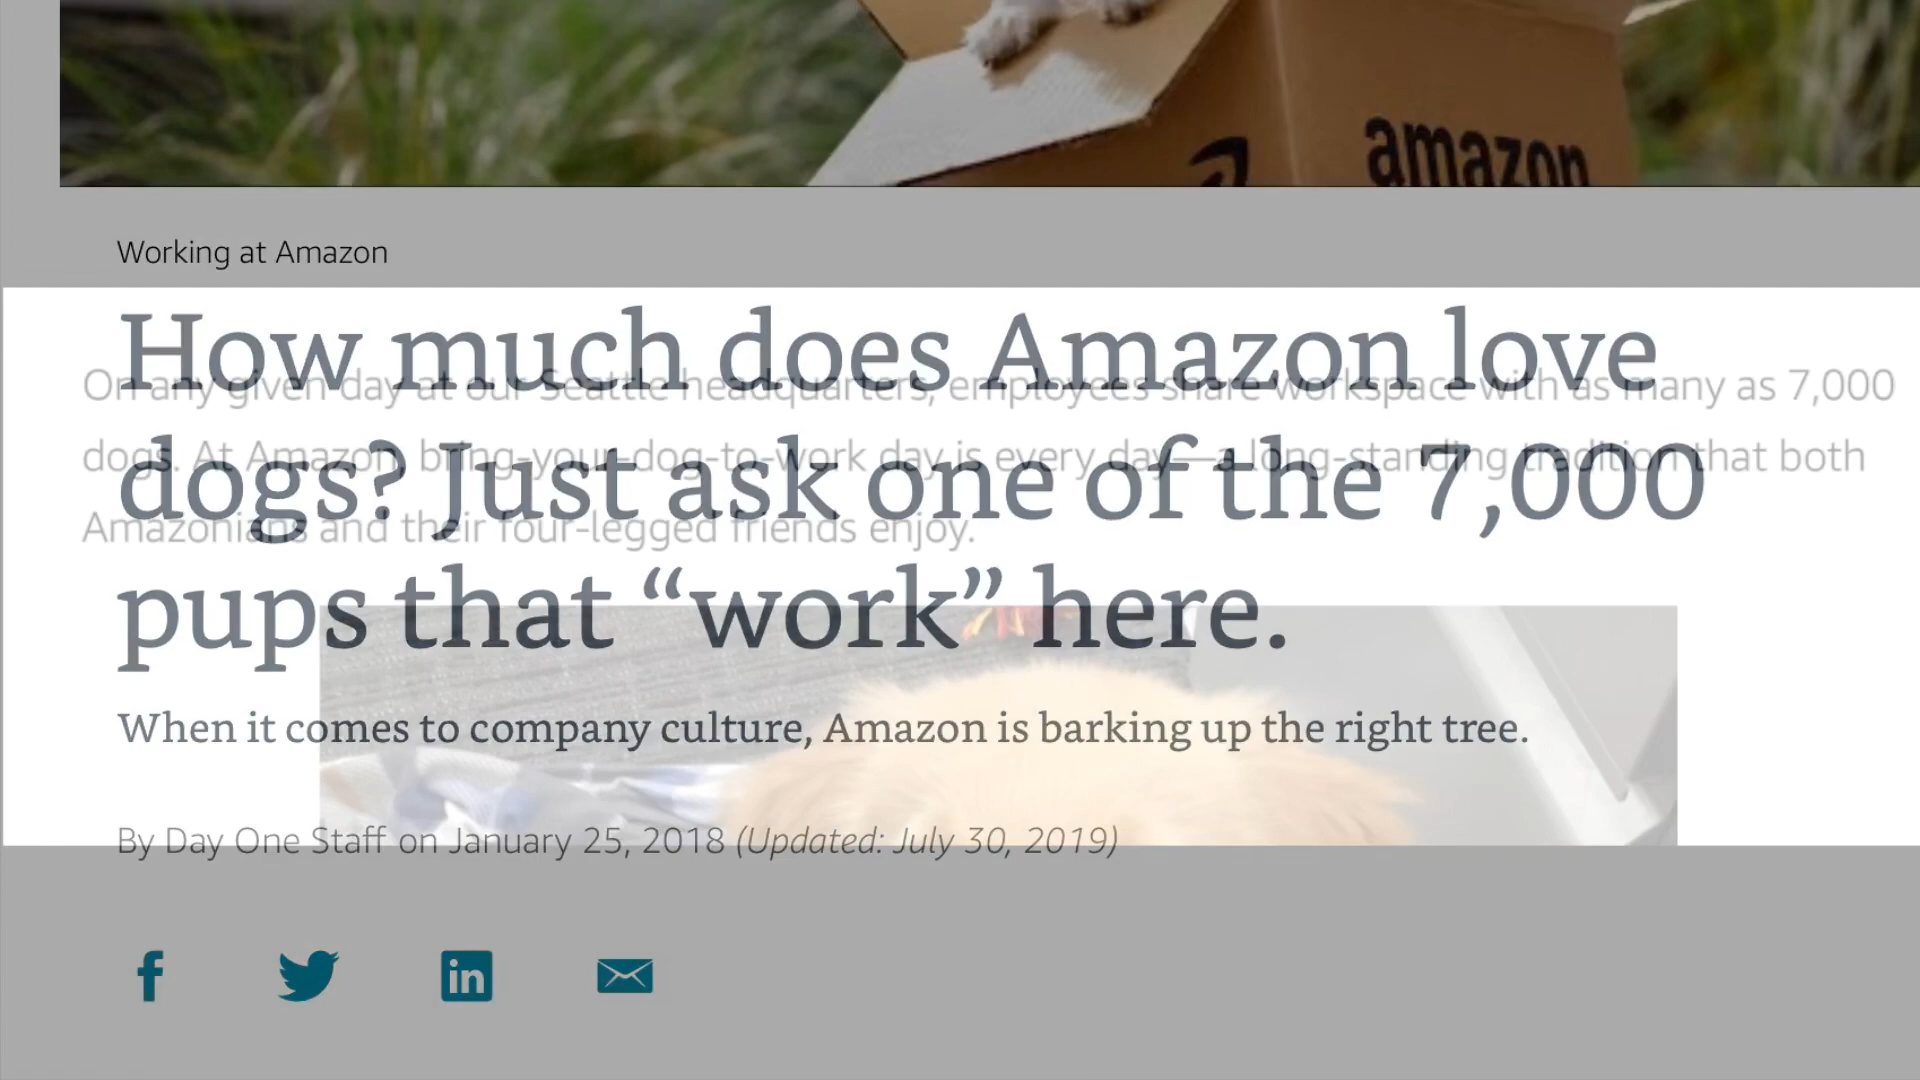 amazon
Working at Amazon
How much does Amazon love
dogs? Just ask one of the 7,000
pups that “work” here.
On any given day at our Seattle headquarters, employees share workspace with as many as 7,000
dogs. At Amazon, bring-your-dog-to-work day is every day—a long-standing tradition that both
Amazonians and their four-legged friends enjoy.
When it comes to company culture, Amazon is barking up the right tree.
By Day One Staff on January 25, 2018 (Updated: July 30, 2019)
f
in